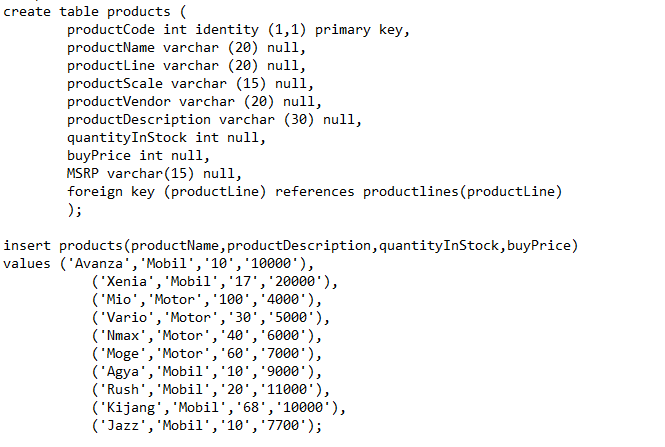 create table products (
productCode int identity (1,1) primary key,
productName varchar (20) null,
productLine varchar (20) null,
productScale varchar (15) null,
productVendor varchar (20) null,
productDescription varchar (30) null,
quantityInStock int null,
buyPrice int null,
MSRP varchar(15) null,
foreign key (productLine) references productlines(productLine)
);
insert products(productName,productDescription,quantityInStock,buyPrice)
values ('Avanza','Mobil','10','10000'),
('Xenia','Mobil','17','20000'),
('Mio','Motor','100','4000'),
('Vario','Motor','30','5000'),
('Nmax','Motor','40','6000'),
('Moge','Motor','60','7000'),
('Agya','Mobil','10','9000'),
('Rush','Mobil','20','11000'),
('Kijang','Mobil','68','10000'),
('Jazz','Mobil','10','7700');